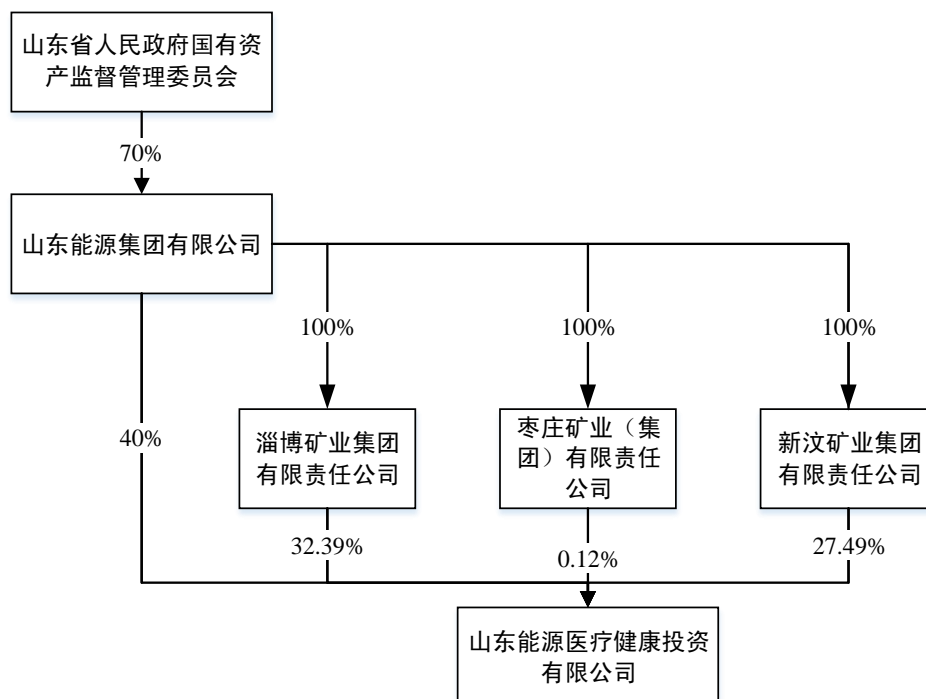 山东省人民政府国有资
产监督管理委员会
70%
山东能源集团有限公司
100%
100%
100%
40%
淄博矿业集团
有限责任公司
枣庄矿业（集
团）有限责任
公司
新汶矿业集团
有限责任公司
32.39%
0.12%
27.49%
山东能源医疗健康投资
有限公司